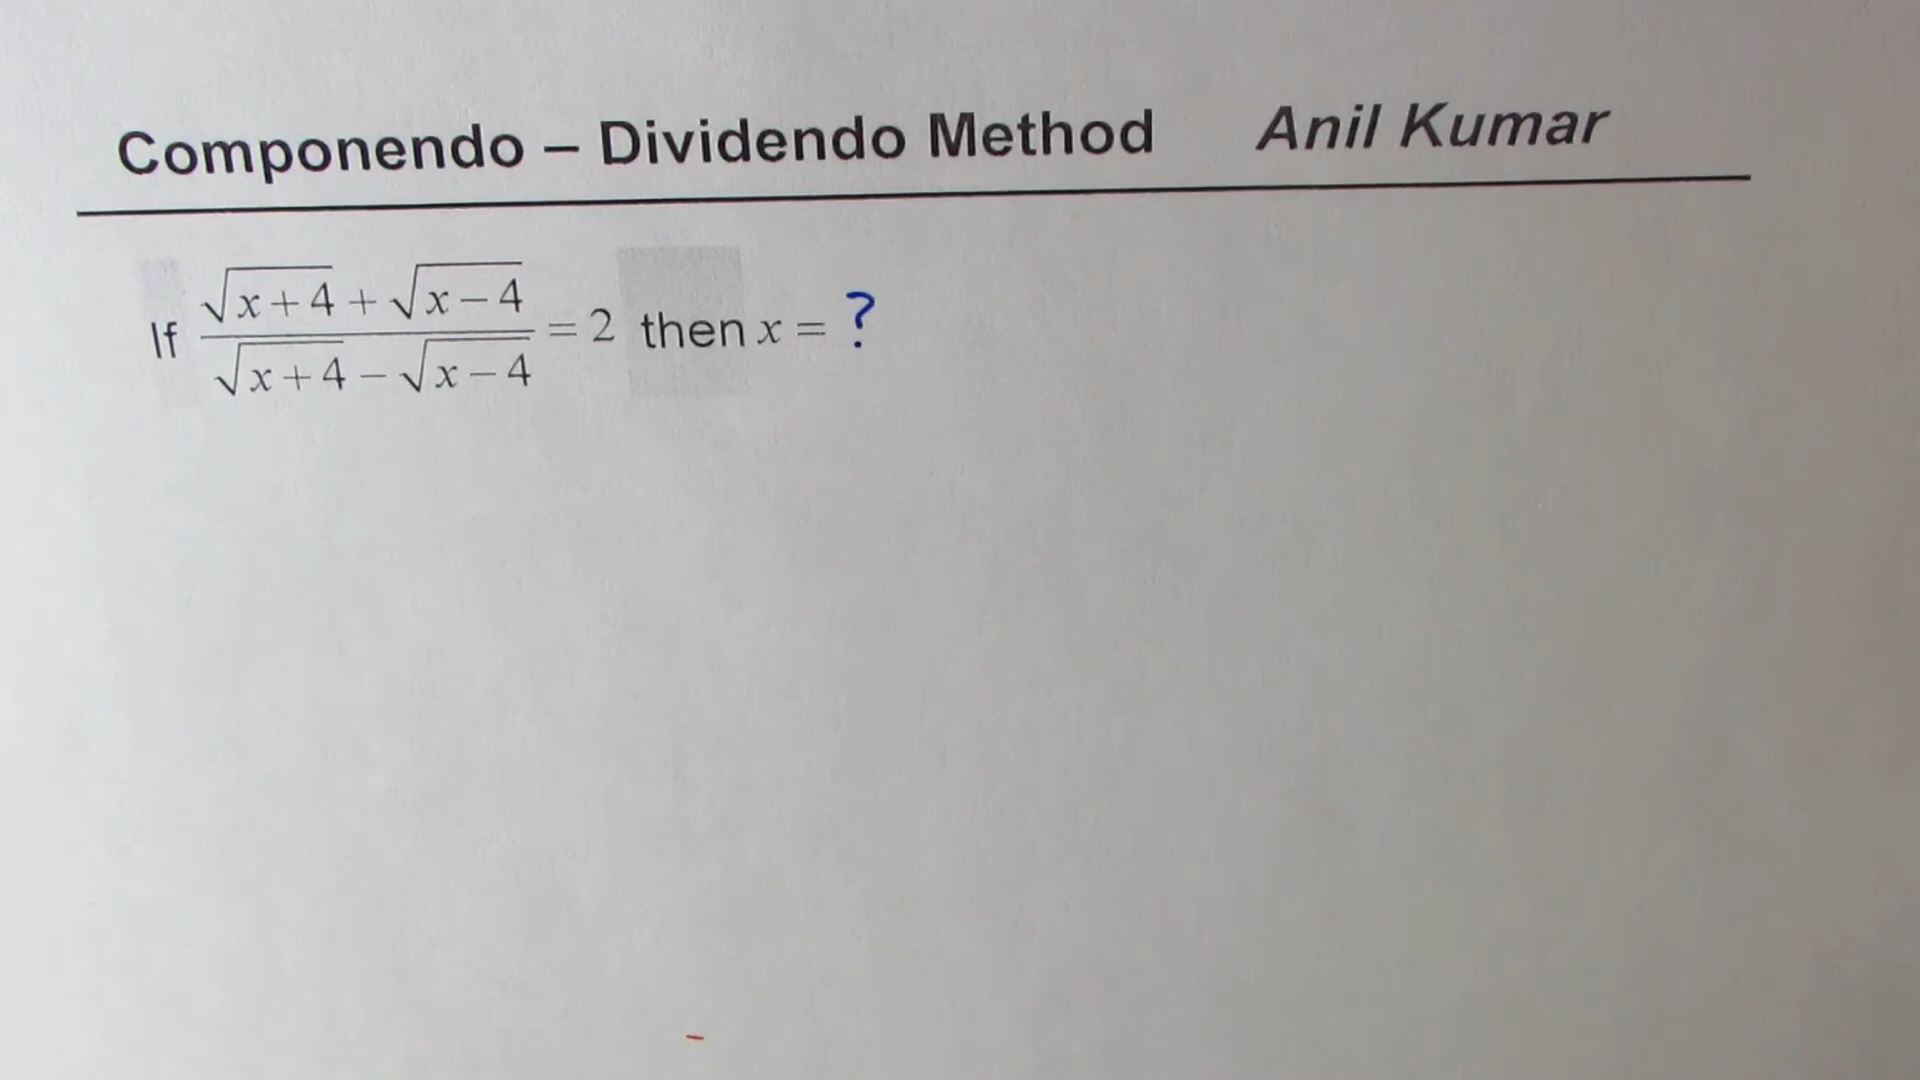 Componendo – Dividendo Method Anil Kumar
If (√(x+4) + √(x−4)) / (√(x+4) − √(x−4)) = 2 then x = ?